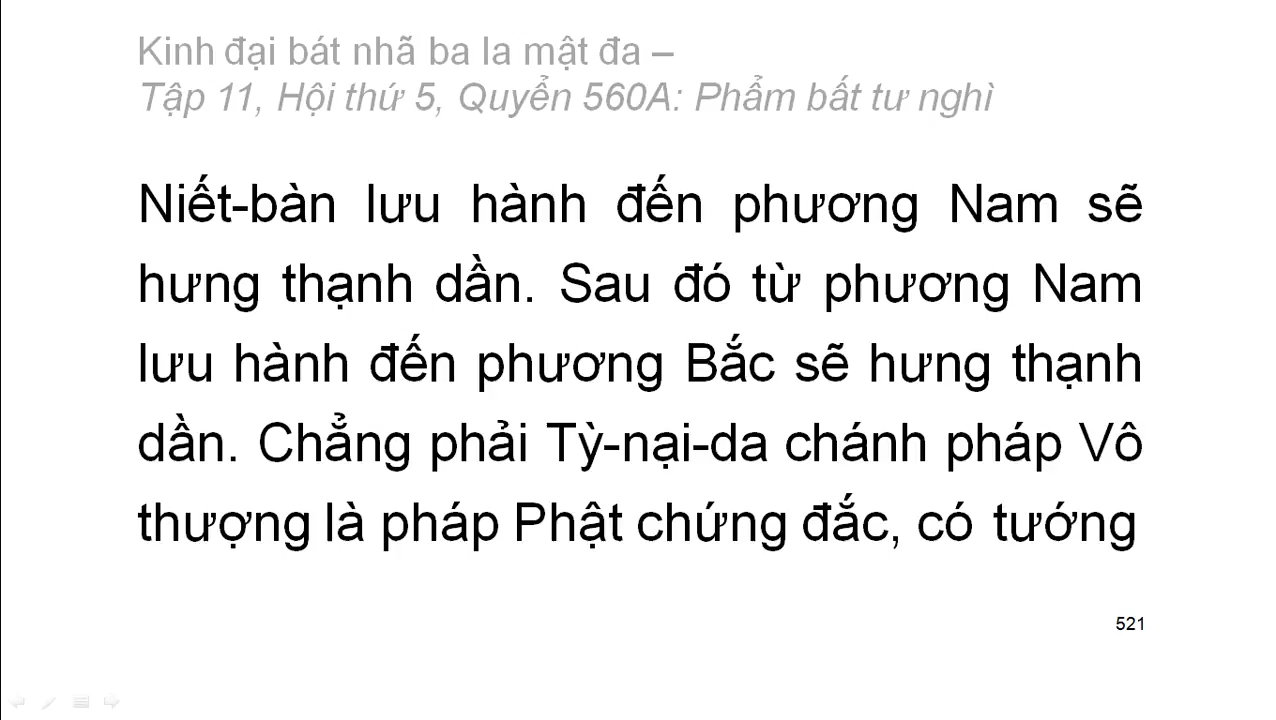 Kinh đại bát nhã ba la mật đa –
Tập 11, Hội thứ 5, Quyển 560A: Phẩm bất tư nghì
Niết-bàn lưu hành đến phương Nam sẽ
hưng thạnh dần. Sau đó từ phương Nam
lưu hành đến phương Bắc sẽ hưng thạnh
dần. Chẳng phải Tỳ-nại-da chánh pháp Vô
thượng là pháp Phật chứng đắc, có tướng
521